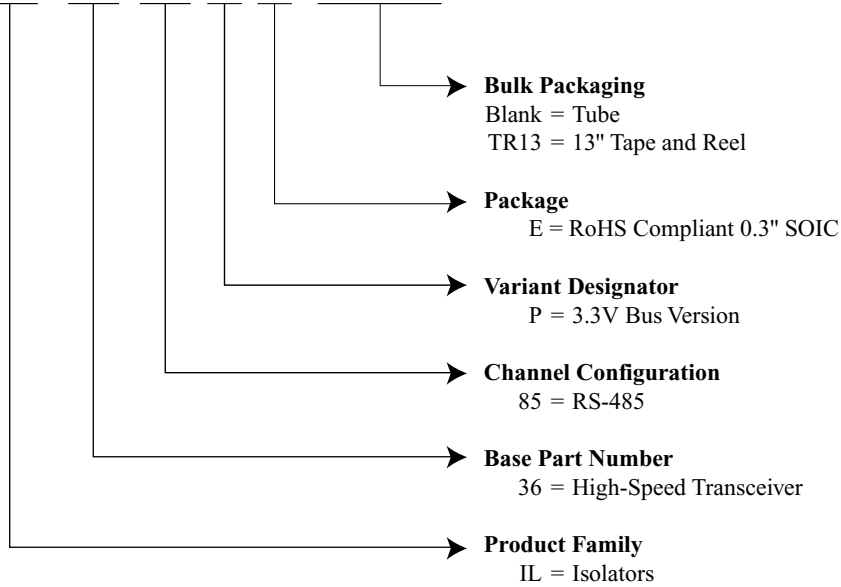 Bulk Packaging
Blank = Tube
TR13 = 13" Tape and Reel
Package
E = RoHS Compliant 0.3" SOIC
Variant Designator
P = 3.3V Bus Version
Channel Configuration
85 = RS-485
Base Part Number
36 = High-Speed Transceiver
Product Family
IL = Isolators